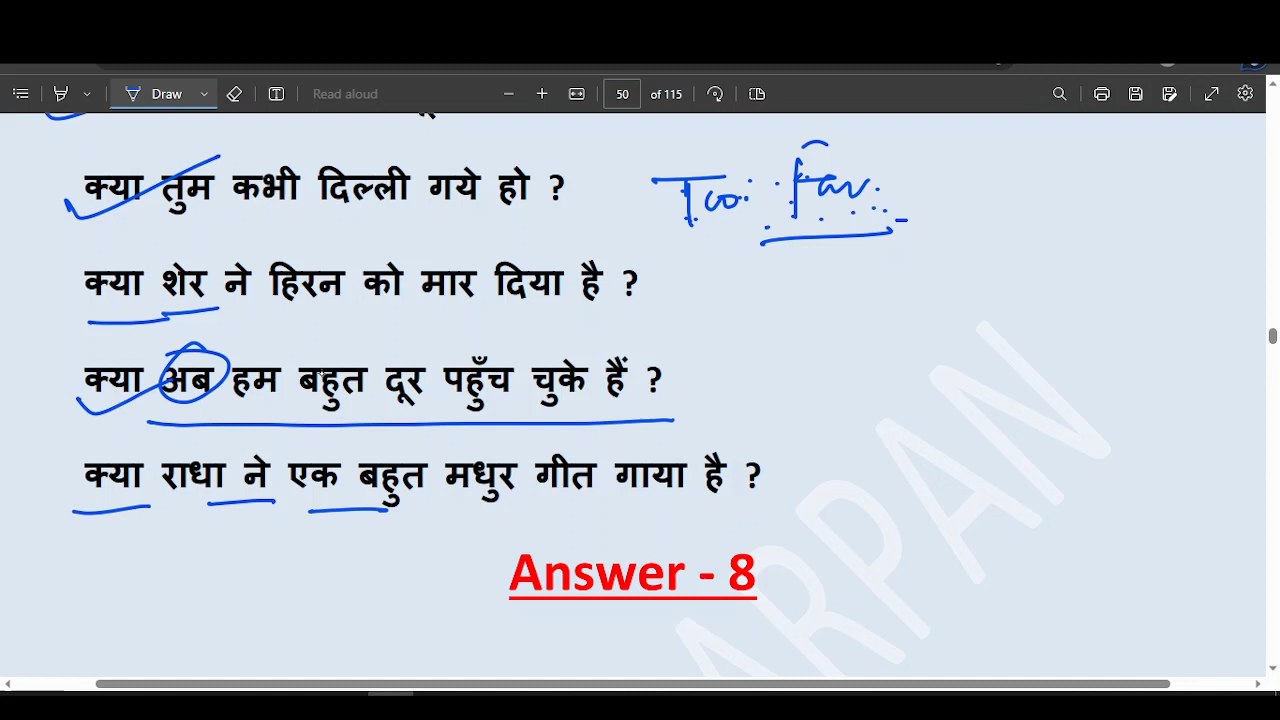 Draw
Read aloud
50 of 115
क्या तुम कभी दिल्ली गये हो ?
Too Far
क्या शेर ने हिरन को मार दिया है ?
क्या अब हम बहुत दूर पहुँच चुके हैं ?
क्या राधा ने एक बहुत मधुर गीत गाया है ?
Answer - 8
ARPAN